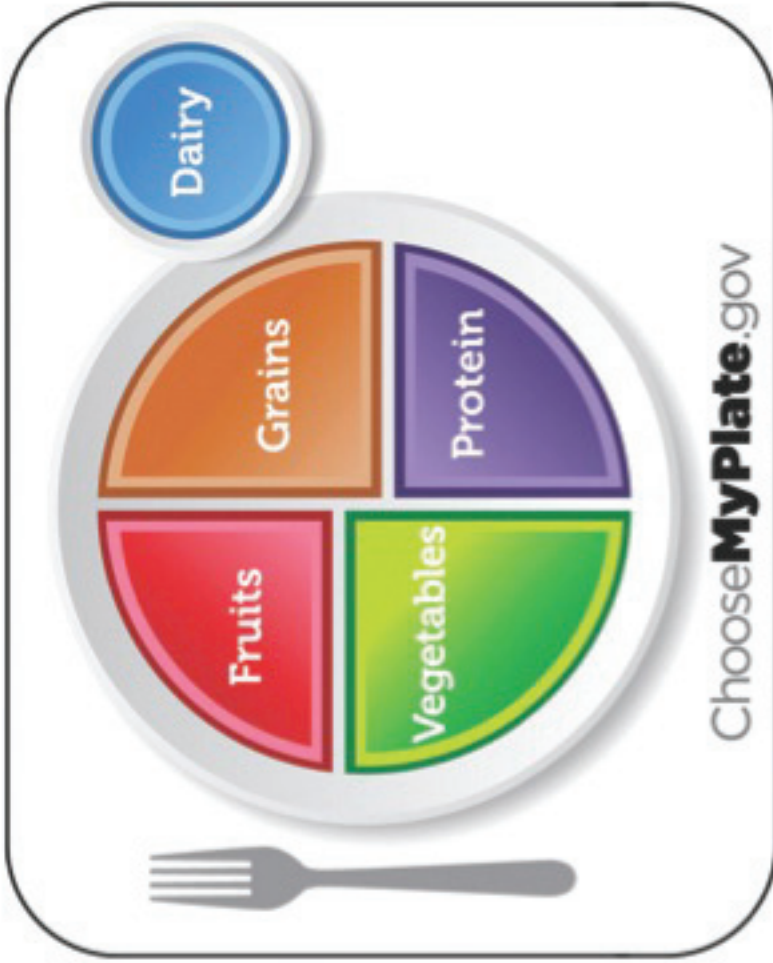 Dairy
Fruits
Grains
Vegetables
Protein
ChooseMyPlate.gov